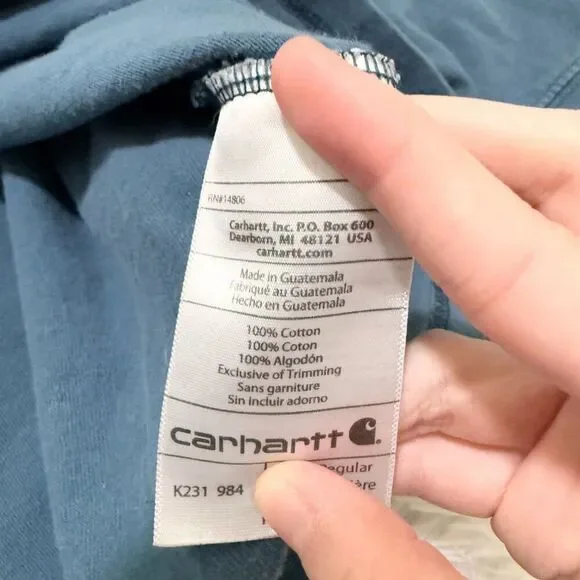 RN#14806
Carhartt, Inc. P.O. Box 600
Dearborn, MI 48121 USA
carhartt.com
Made in Guatemala
Fabriqué au Guatemala
Hecho en Guatemala
100% Cotton
100% Coton
100% Algodón
Exclusive of Trimming
Sans garniture
Sin incluir adorno
carhartt
K231 984